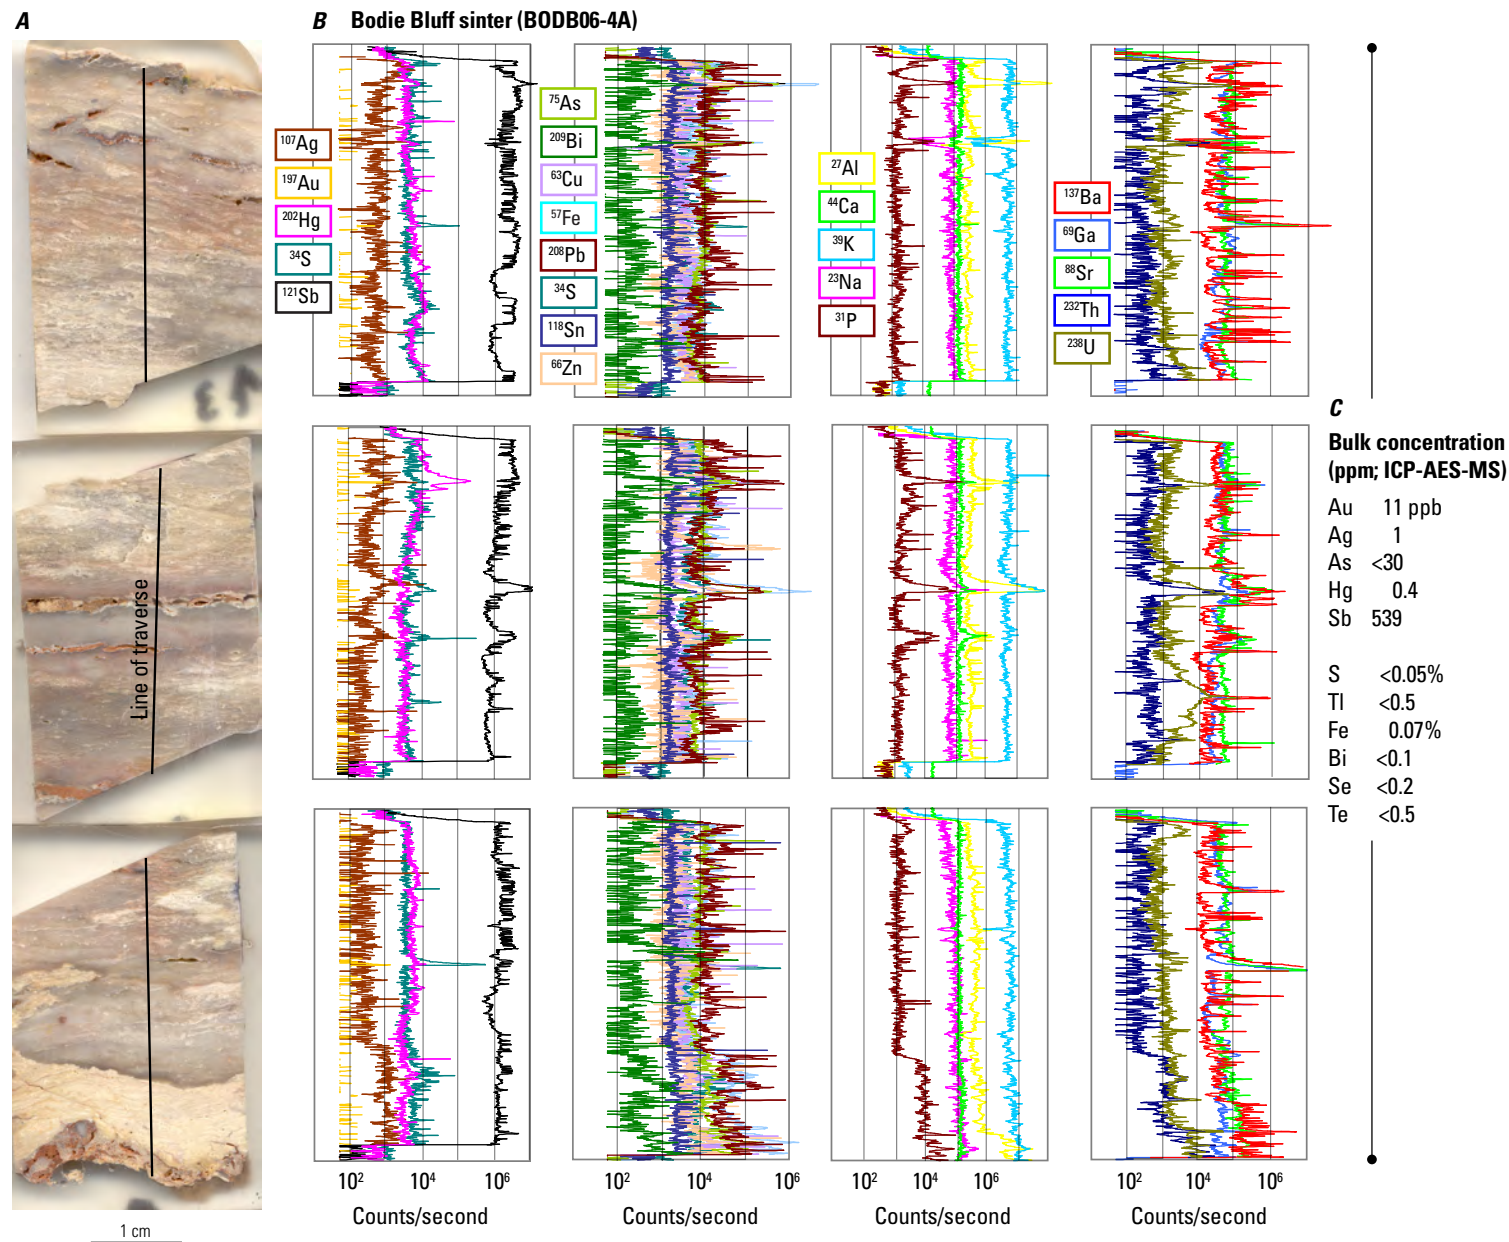 A
B Bodie Bluff sinter (BODB06-4A)
¹⁰⁷Ag
¹⁹⁷Au
²⁰²Hg
³⁴S
¹²¹Sb
⁷⁵As
²⁰⁹Bi
⁶³Cu
⁵⁷Fe
²⁰⁸Pb
³⁴S
¹¹⁸Sn
⁶⁶Zn
²⁷Al
⁴⁴Ca
³⁹K
²³Na
³¹P
¹³⁷Ba
⁶⁹Ga
⁸⁸Sr
²³²Th
²³⁸U
Line of traverse
C
Bulk concentration
(ppm; ICP-AES-MS)
Au 11 ppb
Ag 1
As <30
Hg 0.4
Sb 539
S <0.05%
Tl <0.5
Fe 0.07%
Bi <0.1
Se <0.2
Te <0.5
10² 10⁴ 10⁶ 10² 10⁴ 10⁶ 10² 10⁴ 10⁶ 10² 10⁴ 10⁶
Counts/second Counts/second Counts/second Counts/second
1 cm